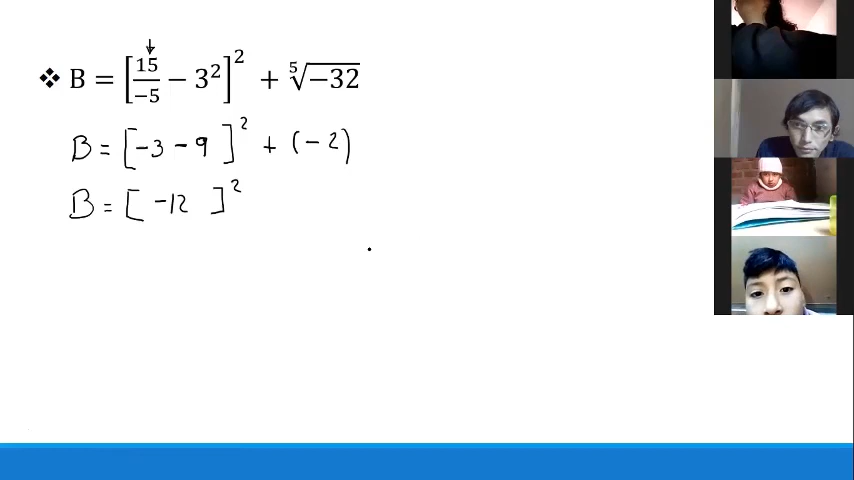 ❖ B = [15/−5 − 3²]² + ⁵√−32
B = [-3 - 9]² + (-2)
B = [-12]²